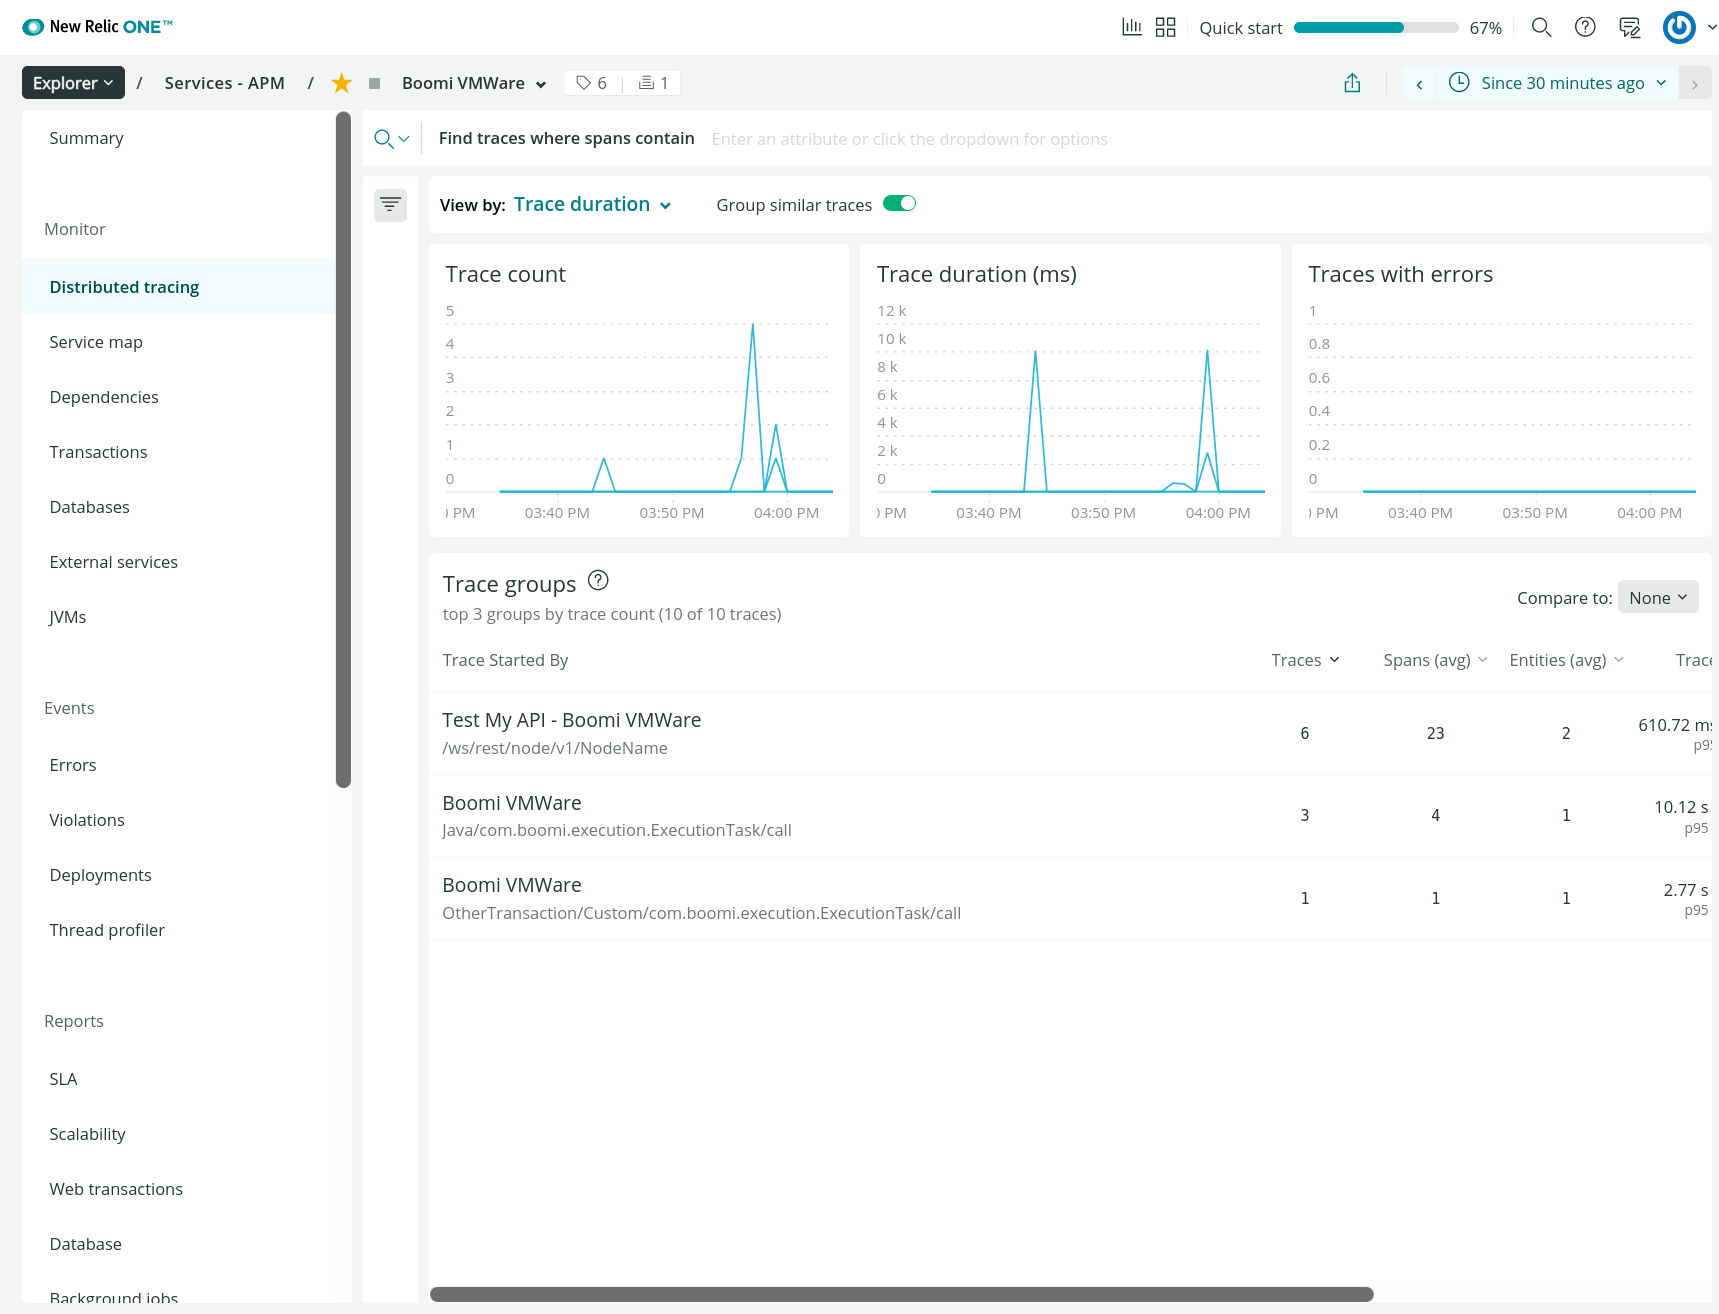 New Relic ONE™
Quick start 67%
Explorer / Services - APM / Boomi VMWare 6 | 1
Since 30 minutes ago
Summary
Monitor
Distributed tracing
Service map
Dependencies
Transactions
Databases
External services
JVMs
Events
Errors
Violations
Deployments
Thread profiler
Reports
SLA
Scalability
Web transactions
Database
Background jobs
Find traces where spans contain Enter an attribute or click the dropdown for options
View by: Trace duration Group similar traces
Trace count
5
4
3
2
1
0
PM 03:40 PM 03:50 PM 04:00 PM
Trace duration (ms)
12 k
10 k
8 k
6 k
4 k
2 k
0
PM 03:40 PM 03:50 PM 04:00 PM
Traces with errors
1
0.8
0.6
0.4
0.2
0
PM 03:40 PM 03:50 PM 04:00 PM
Trace groups ?
top 3 groups by trace count (10 of 10 traces)
Compare to: None
Trace Started By Traces Spans (avg) Entities (avg) Trace
Test My API - Boomi VMWare 6 23 2 610.72 ms
/ws/rest/node/v1/NodeName p95
Boomi VMWare 3 4 1 10.12 s
Java/com.boomi.execution.ExecutionTask/call p95
Boomi VMWare 1 1 1 2.77 s
OtherTransaction/Custom/com.boomi.execution.ExecutionTask/call p95